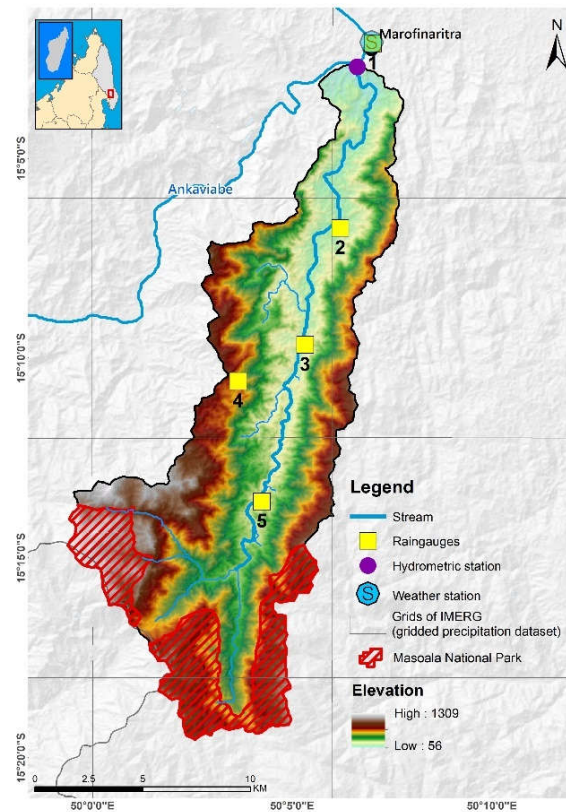 Marofinaritra
S
1
N
Ankaviabe
15°5'0"S
2
3
15°10'0"S
4
5
15°15'0"S
15°20'0"S
Legend
Stream
Raingauges
Hydrometric station
S
Weather station
Grids of IMERG
(gridded precipitation dataset)
Masoala National Park
Elevation
High : 1309
Low : 56
0 2.5 5 10
KM
50°0'0"E
50°5'0"E
50°10'0"E